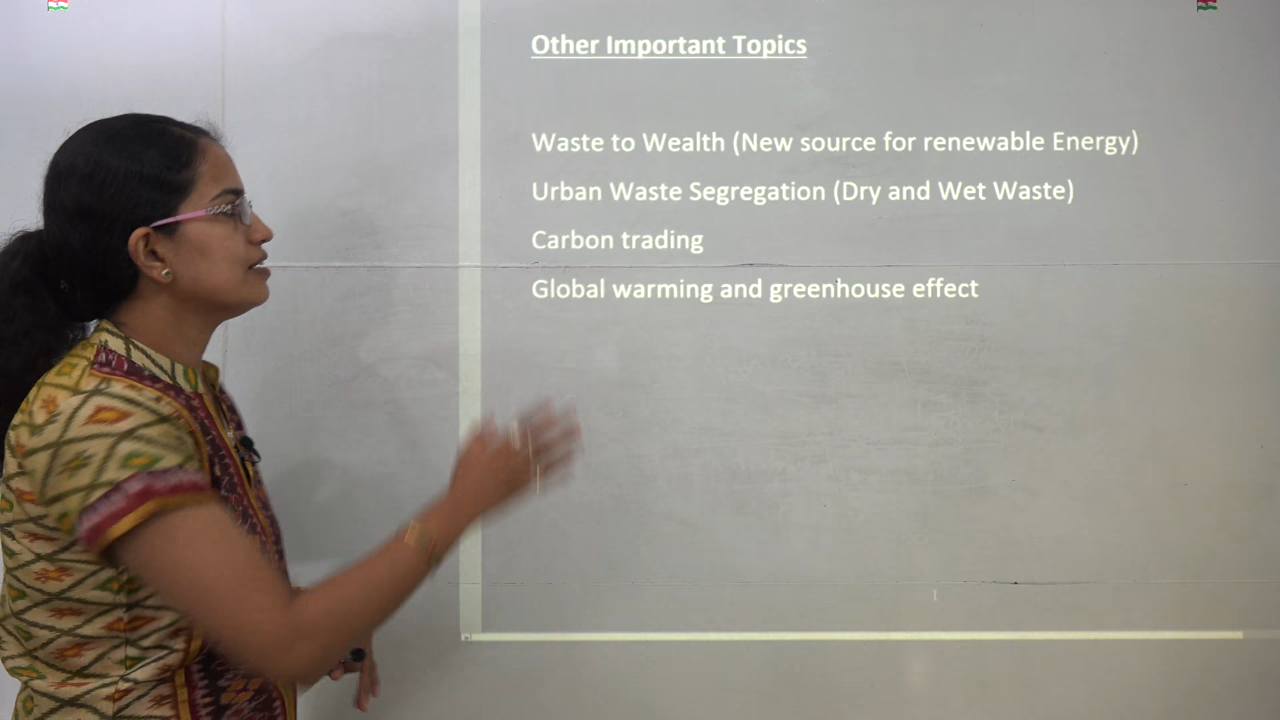 Other Important Topics
Waste to Wealth (New source for renewable Energy)
Urban Waste Segregation (Dry and Wet Waste)
Carbon trading
Global warming and greenhouse effect